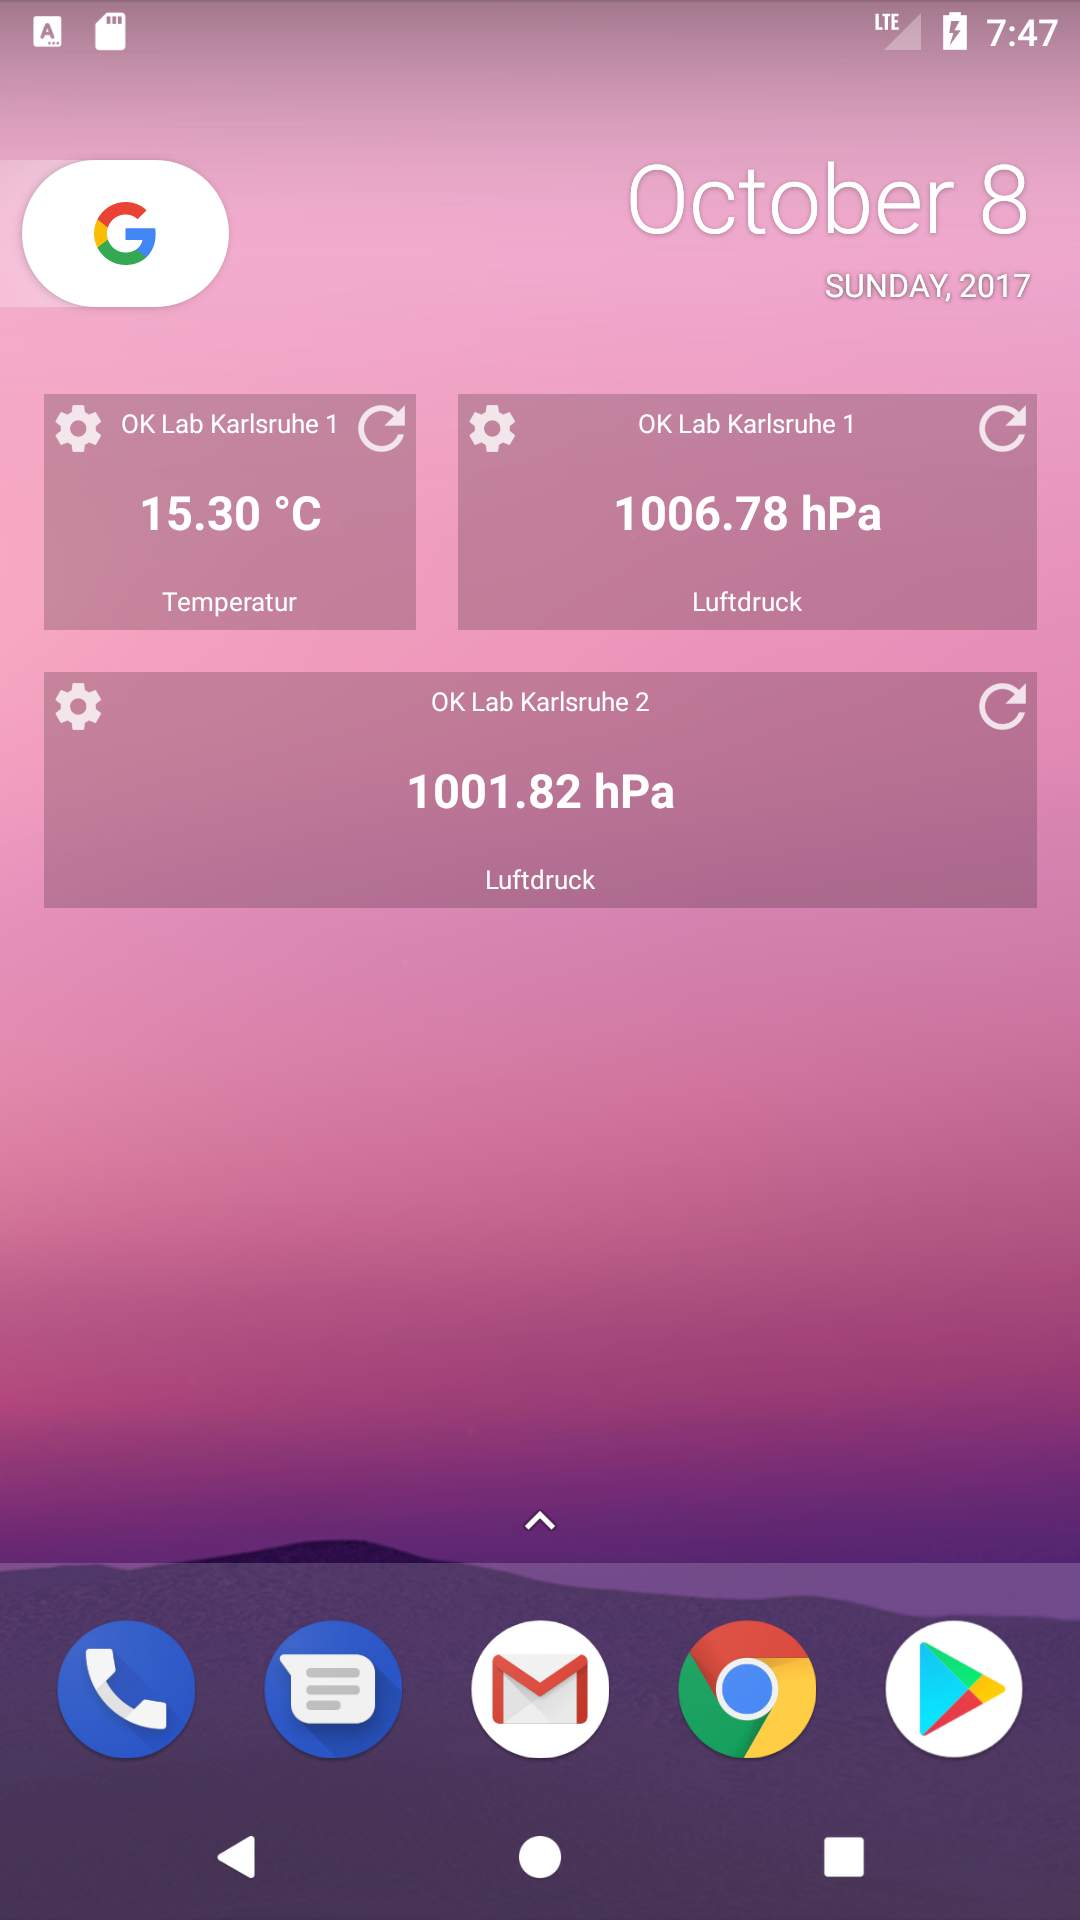 LTE 7:47
October 8
SUNDAY, 2017
OK Lab Karlsruhe 1
15.30 °C
Temperatur
OK Lab Karlsruhe 1
1006.78 hPa
Luftdruck
OK Lab Karlsruhe 2
1001.82 hPa
Luftdruck